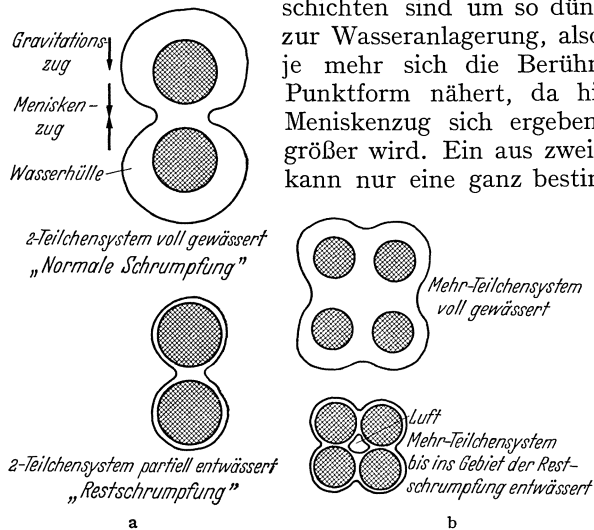 schichten sind um so dün
zur Wasseranlagerung, also
je mehr sich die Berühr
Punktform nähert, da hi
Meniskenzug sich ergeben
größer wird. Ein aus zwei
kann nur eine ganz bestim
Gravitations-
zug
Menisken-
zug
Wasserhülle
2-Teilchensystem voll gewässert
„Normale Schrumpfung”
2-Teilchensystem partiell entwässert
„Restschrumpfung”
a
Mehr-Teilchensystem
voll gewässert
Luft
Mehr-Teilchensystem
bis ins Gebiet der Rest-
schrumpfung entwässert
b